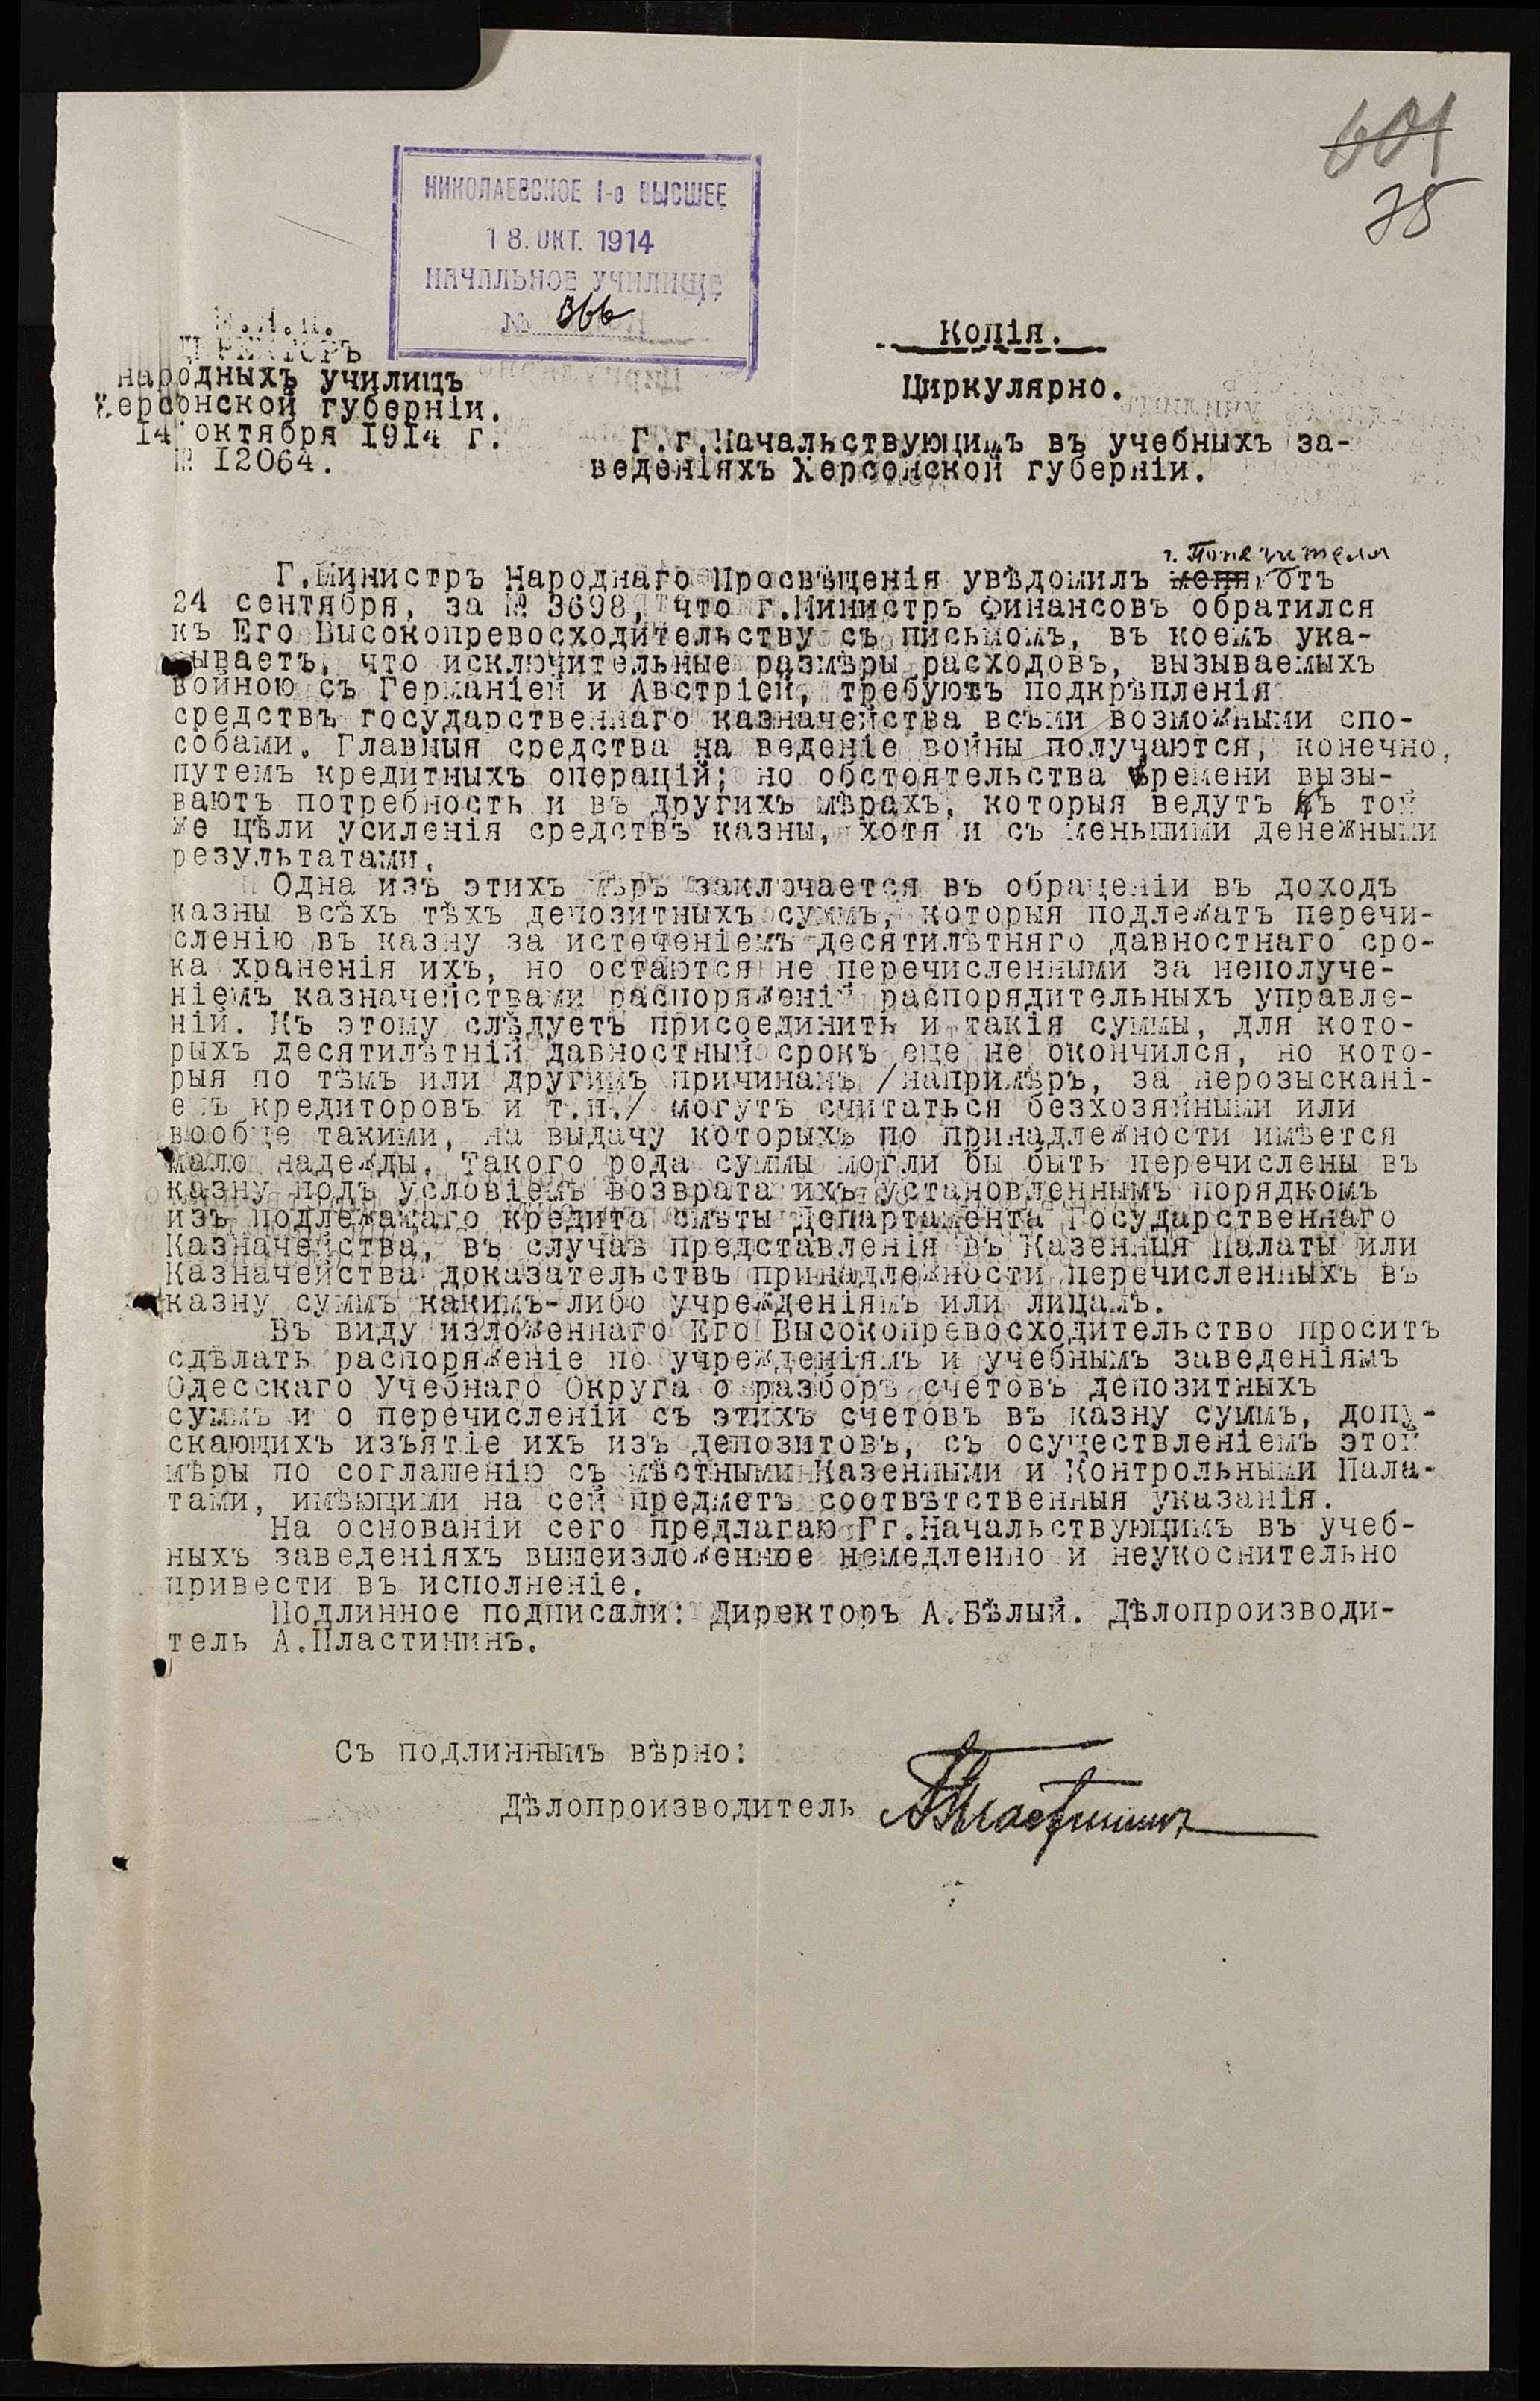 601
75
НИКОЛАЕВСКОЕ 1-е ВЫСШЕЕ
18. ОКТ. 1914
НАЧАЛЬНОЕ УЧИЛИЩЕ
№ 366
М.Н.П.
ДИРЕКТОРЪ
народныхъ училищъ
Херсонской губерніи.
14 октября 1914 г.
№ 12064.
Копія.
Циркулярно.
Г.г.Начальствующимъ въ учебныхъ за-
веденіяхъ Херсонской губерніи.
г. Попечителя
Г.Министръ Народнаго Просвѣщенія увѣдомилъ меня отъ
24 сентября, за № 3698, что г.Министръ Финансовъ обратился
къ Его Высокопревосходительству съ письмомъ, въ коемъ ука-
зываетъ, что исключительные размѣры расходовъ, вызываемыхъ
войною съ Германіей и Австріей, требуютъ подкрѣпленія
средствъ государственнаго казначейства всѣми возможными спо-
собами. Главныя средства на веденіе войны получаются, конечно,
путемъ кредитныхъ операцій; но обстоятельства времени вызы-
ваютъ потребность и въ другихъ мѣрахъ, которыя ведутъ къ той
же цѣли усиленія средствъ казны, хотя и съ меньшими денежными
результатами.
Одна изъ этихъ мѣръ заключается въ обращеніи въ доходъ
казны всѣхъ тѣхъ депозитныхъ суммъ, которыя подлежатъ перечи-
сленію въ казну за истеченіемъ десятилѣтняго давностнаго сро-
ка храненія ихъ, но остаются не перечисленными за неполуче-
ніемъ казначействами распоряженій распорядительныхъ управле-
ній. Къ этому слѣдуетъ присоединить и такія суммы, для кото-
рыхъ десятилѣтній давностный срокъ еще не окончился, но кото-
рыя по тѣмъ или другимъ причинамъ /напримѣръ, за нерозыскані-
емъ кредиторовъ и т.п./ могутъ считаться безхозяйными или
вообще такими, на выдачу которыхъ по принадлежности имѣется
мало надежды. Такого рода суммы могли бы быть перечислены въ
казну подъ условіемъ возврата ихъ установленнымъ порядкомъ
изъ подлежащаго кредита смѣты Департамента Государственнаго
Казначейства, въ случаѣ представленія въ Казенныя Палаты или
Казначейства доказательствъ принадлежности перечисленныхъ въ
казну суммъ какимъ-либо учрежденіямъ или лицамъ.
Въ виду изложеннаго Его Высокопревосходительство проситъ
сдѣлать распоряженіе по учрежденіямъ и учебнымъ заведеніямъ
Одесскаго Учебнаго Округа о разборѣ счетовъ депозитныхъ
суммъ и о перечисленіи съ этихъ счетовъ въ казну суммъ, допу-
скающихъ изъятіе ихъ изъ депозитовъ, съ осуществленіемъ этой
мѣры по соглашенію съ мѣстными Казенными и Контрольными Пала-
тами, имѣющими на сей предметъ соотвѣтственныя указанія.
На основаніи сего предлагаю Гг.Начальствующимъ въ учеб-
ныхъ заведеніяхъ вышеизложенное немедленно и неукоснительно
привести въ исполненіе.
Подлинное подписали: Директоръ А.Бѣлый. Дѣлопроизводи-
тель А.Пластининъ.
Съ подлиннымъ вѣрно:
Дѣлопроизводитель АПластининъ